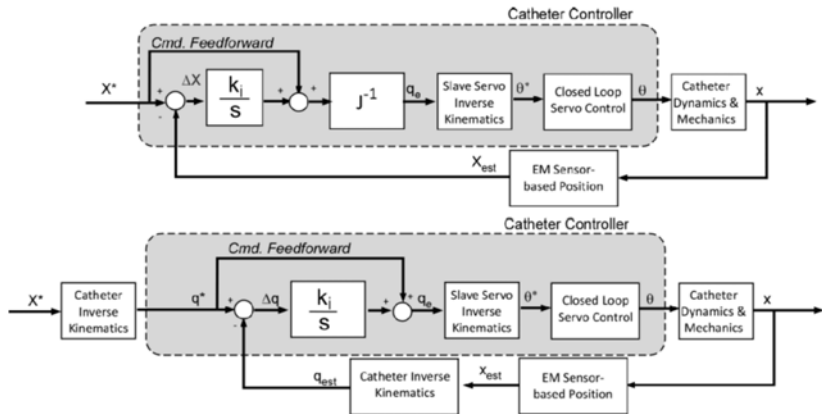 Catheter Controller
Cmd. Feedforward
X*
+
-
ΔX
k_i
s
+
+
J⁻¹
q_e
Slave Servo
Inverse
Kinematics
θ*
Closed Loop
Servo Control
θ
Catheter
Dynamics &
Mechanics
x
X_est
EM Sensor-
based Position
Catheter Controller
Cmd. Feedforward
X*
Catheter
Inverse
Kinematics
q*
+
-
Δq
k_i
s
+
+
q_e
Slave Servo
Inverse
Kinematics
θ*
Closed Loop
Servo Control
θ
Catheter
Dynamics &
Mechanics
x
q_est
Catheter Inverse
Kinematics
x_est
EM Sensor-
based Position